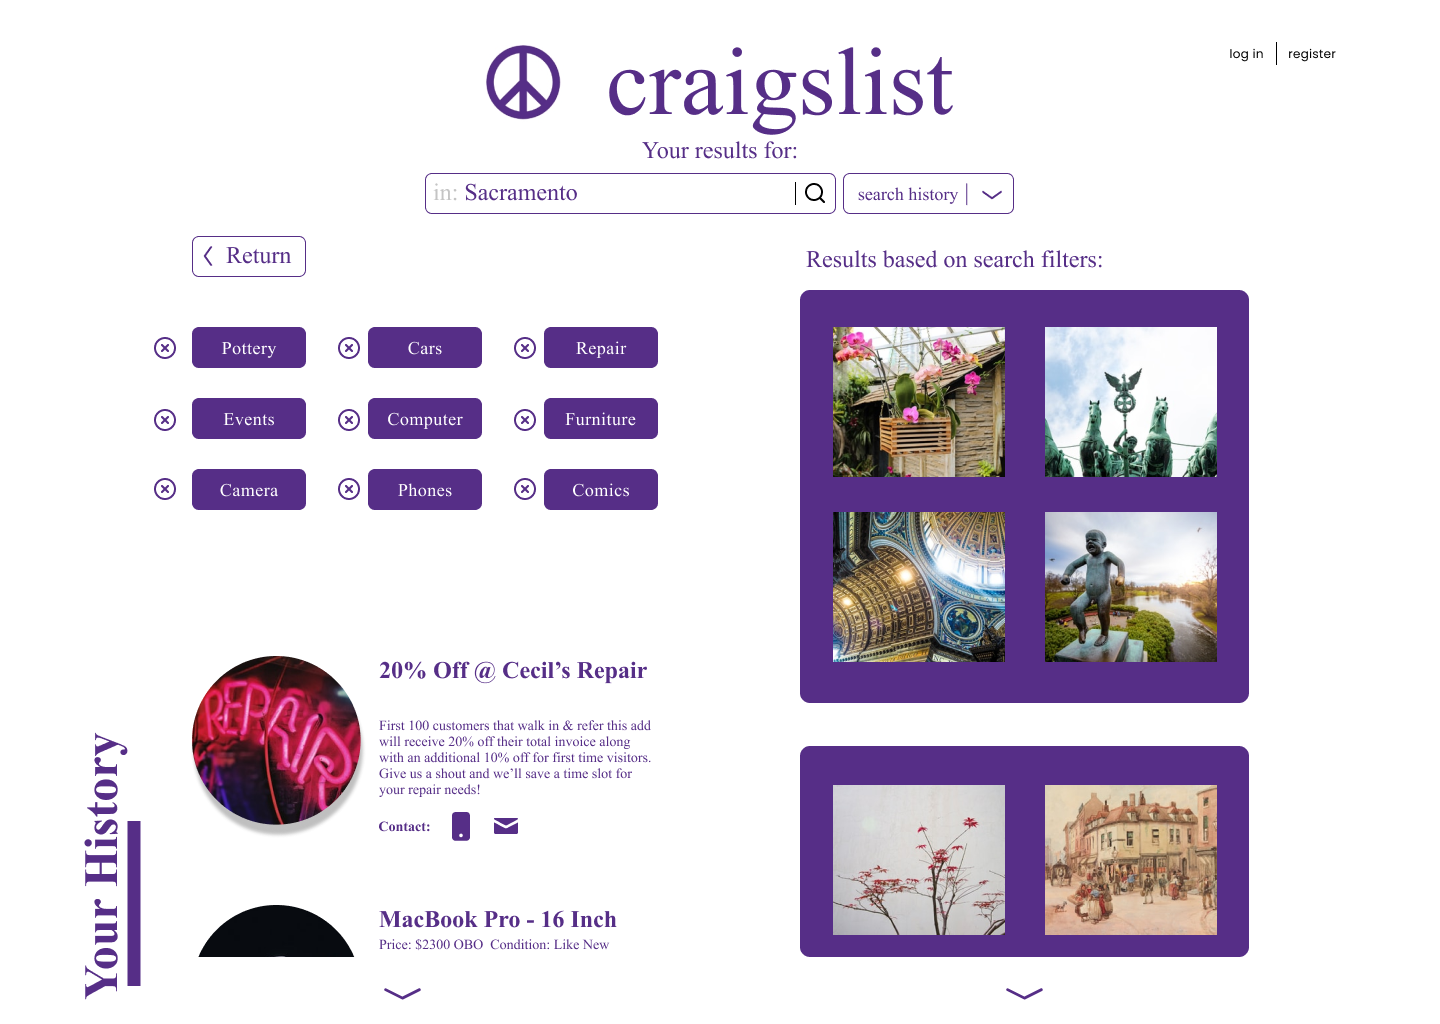 log in
register
craigslist
Your results for:
in: Sacramento
search history
Return
Results based on search filters:
Pottery
Cars
Repair
Events
Computer
Furniture
Camera
Phones
Comics
Your History
REPAIR
20% Off @ Cecil’s Repair
First 100 customers that walk in & refer this add
will receive 20% off their total invoice along
with an additional 10% off for first time visitors.
Give us a shout and we’ll save a time slot for
your repair needs!
Contact:
MacBook Pro - 16 Inch
Price: $2300 OBO  Condition: Like New